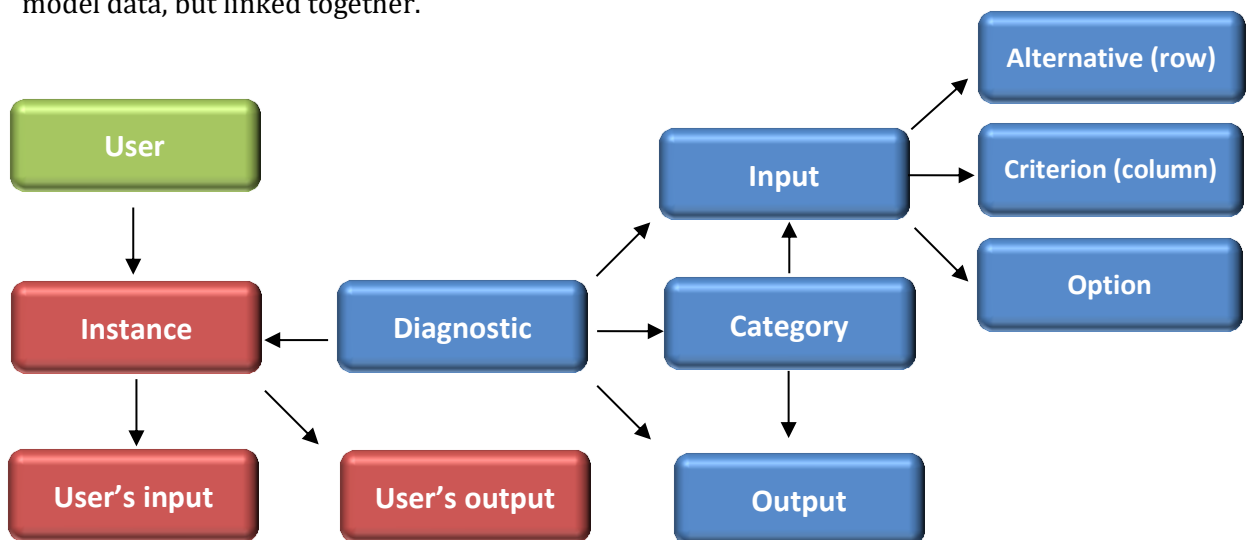 model data, but linked together.
Alternative (row)
User
Input
Criterion (column)
Option
Instance
Diagnostic
Category
User’s input
User’s output
Output